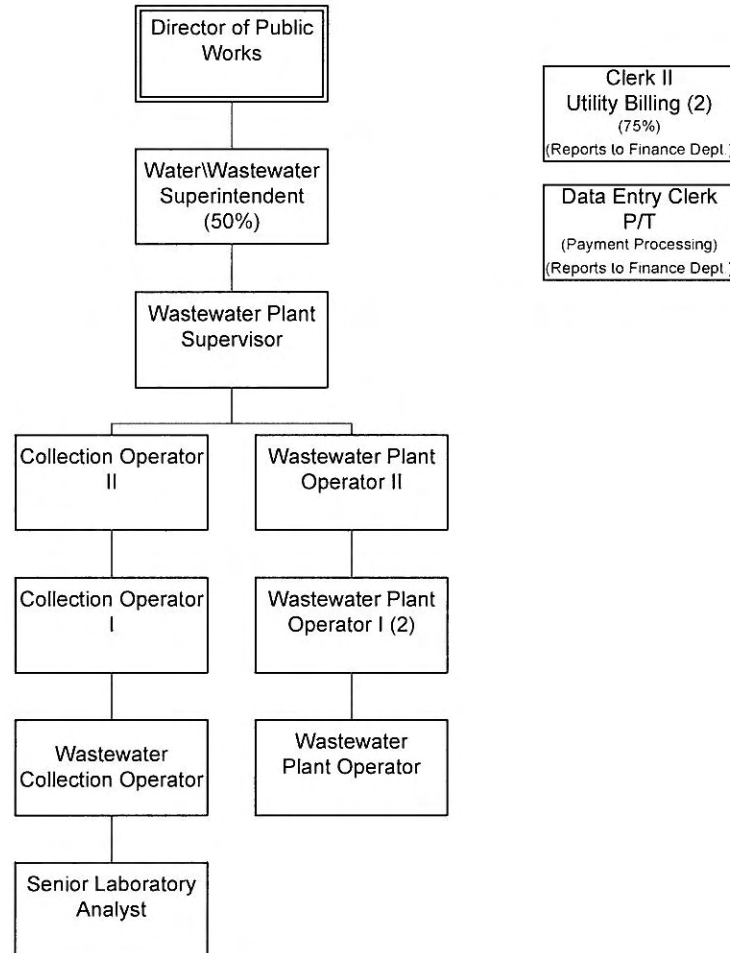 Director of Public
Works
Clerk II
Utility Billing (2)
(75%)
(Reports to Finance Dept.)
Water\Wastewater
Superintendent
(50%)
Data Entry Clerk
P/T
(Payment Processing)
(Reports to Finance Dept.)
Wastewater Plant
Supervisor
Collection Operator
II
Wastewater Plant
Operator II
Collection Operator
I
Wastewater Plant
Operator I (2)
Wastewater
Collection Operator
Wastewater
Plant Operator
Senior Laboratory
Analyst